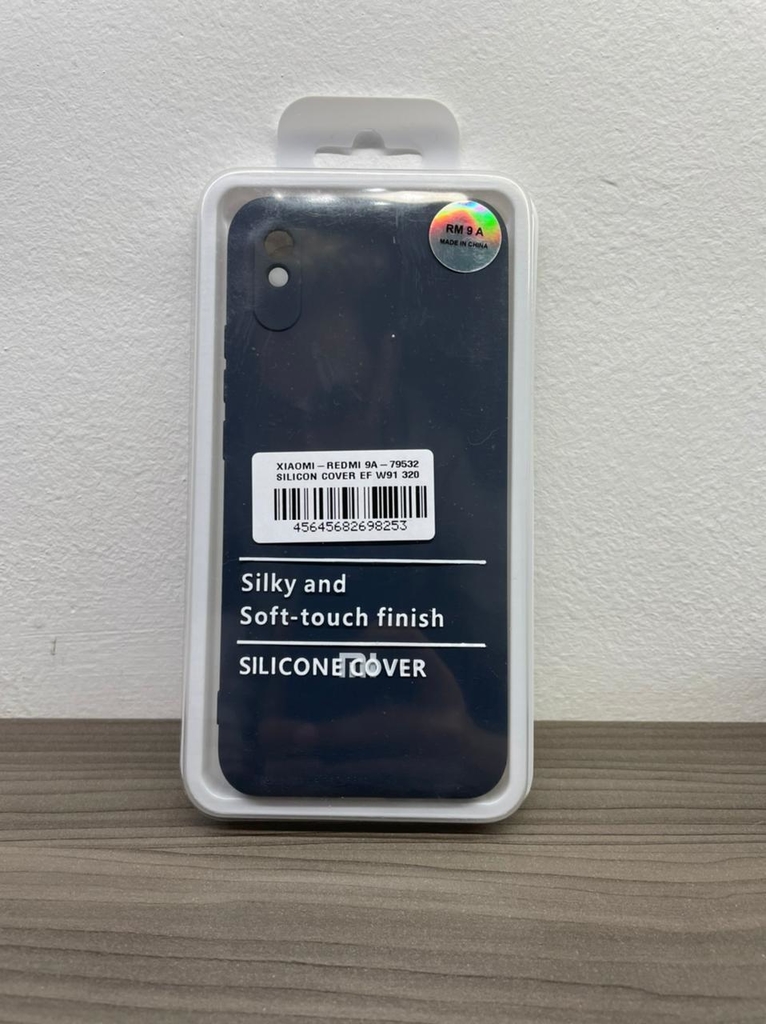 RM 9 A
MADE IN CHINA
XIAOMI-REDMI 9A-79532
SILICON COVER EF W91 320
45645682698253
Silky and
Soft-touch finish
SILICONE COVER
mi